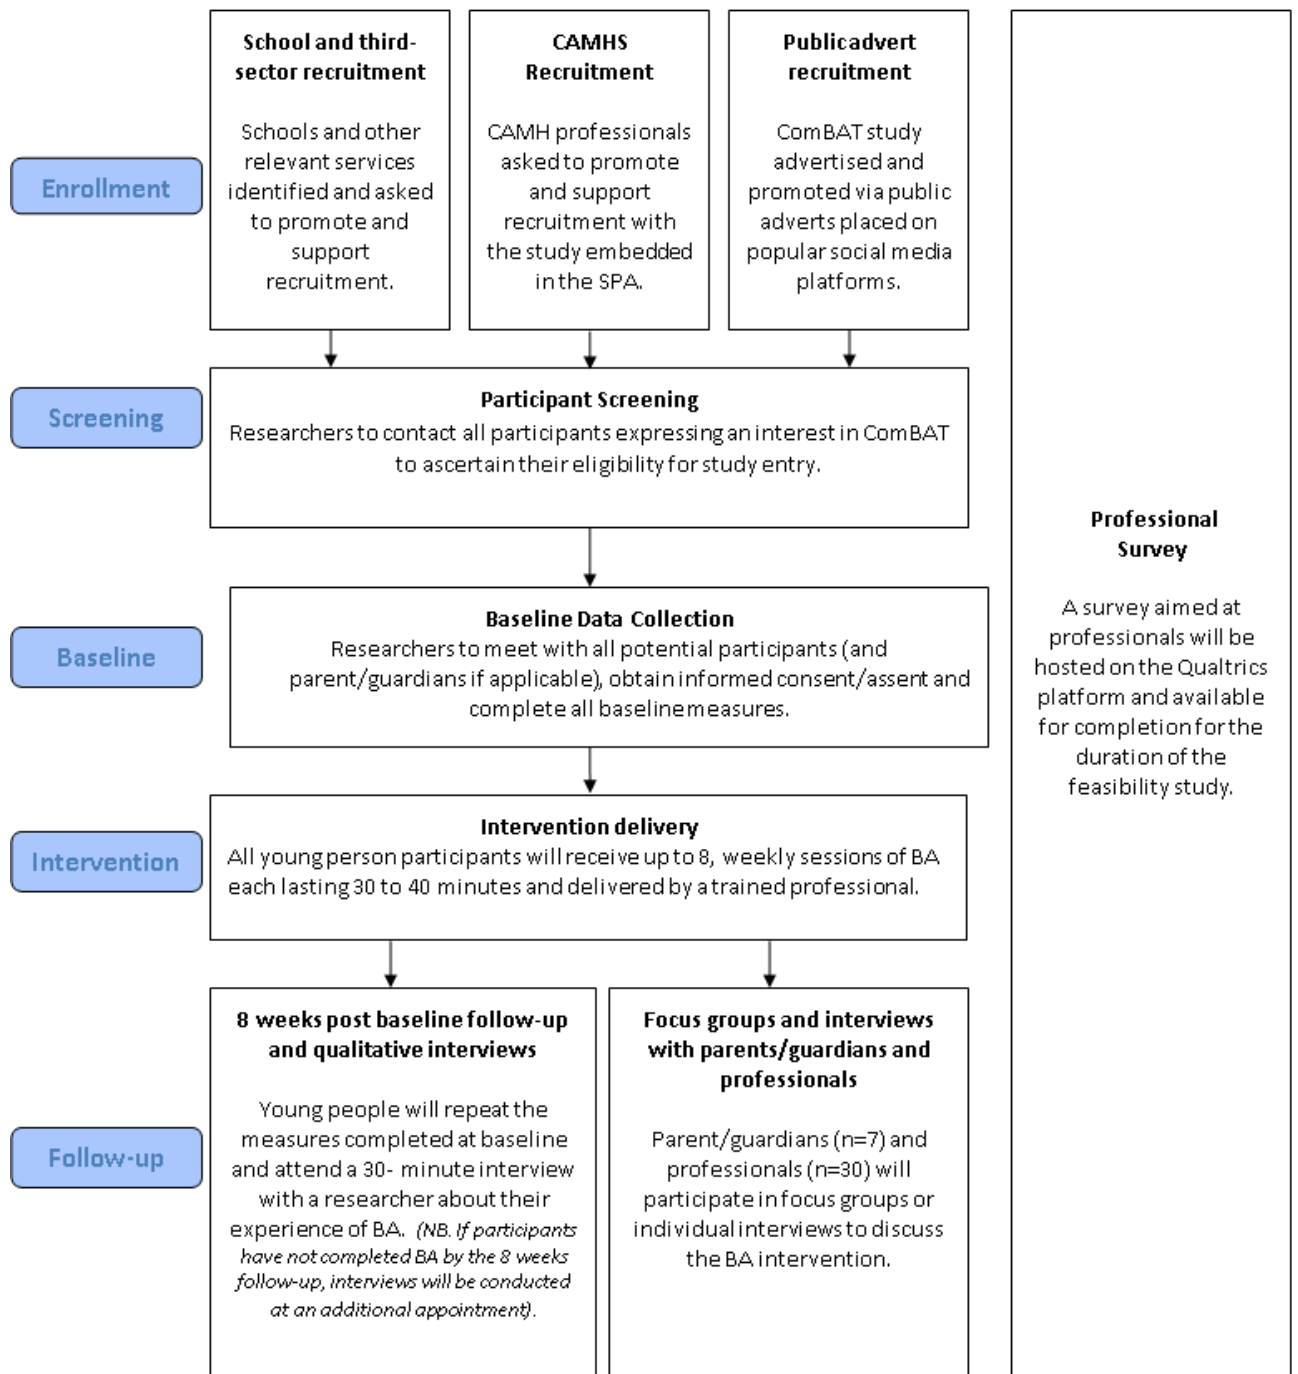 Enrollment
School and third-
sector recruitment
Schools and other
relevant services
identified and asked
to promote and
support
recruitment.
CAMHS
Recruitment
CAMH professionals
asked to promote
and support
recruitment with
the study embedded
in the SPA.
Public advert
recruitment
ComBAT study
advertised and
promoted via public
adverts placed on
popular social media
platforms.
Screening
Participant Screening
Researchers to contact all participants expressing an interest in ComBAT
to ascertain their eligibility for study entry.
Baseline
Baseline Data Collection
Researchers to meet with all potential participants (and
parent/guardians if applicable), obtain informed consent/assent and
complete all baseline measures.
Intervention
Intervention delivery
All young person participants will receive up to 8, weekly sessions of BA
each lasting 30 to 40 minutes and delivered by a trained professional.
Follow-up
8 weeks post baseline follow-up
and qualitative interviews
Young people will repeat the
measures completed at baseline
and attend a 30- minute interview
with a researcher about their
experience of BA. (NB. If participants
have not completed BA by the 8 weeks
follow-up, interviews will be conducted
at an additional appointment).
Focus groups and interviews
with parents/guardians and
professionals
Parent/guardians (n=7) and
professionals (n=30) will
participate in focus groups or
individual interviews to discuss
the BA intervention.
Professional
Survey
A survey aimed at
professionals will be
hosted on the Qualtrics
platform and available
for completion for the
duration of the
feasibility study.